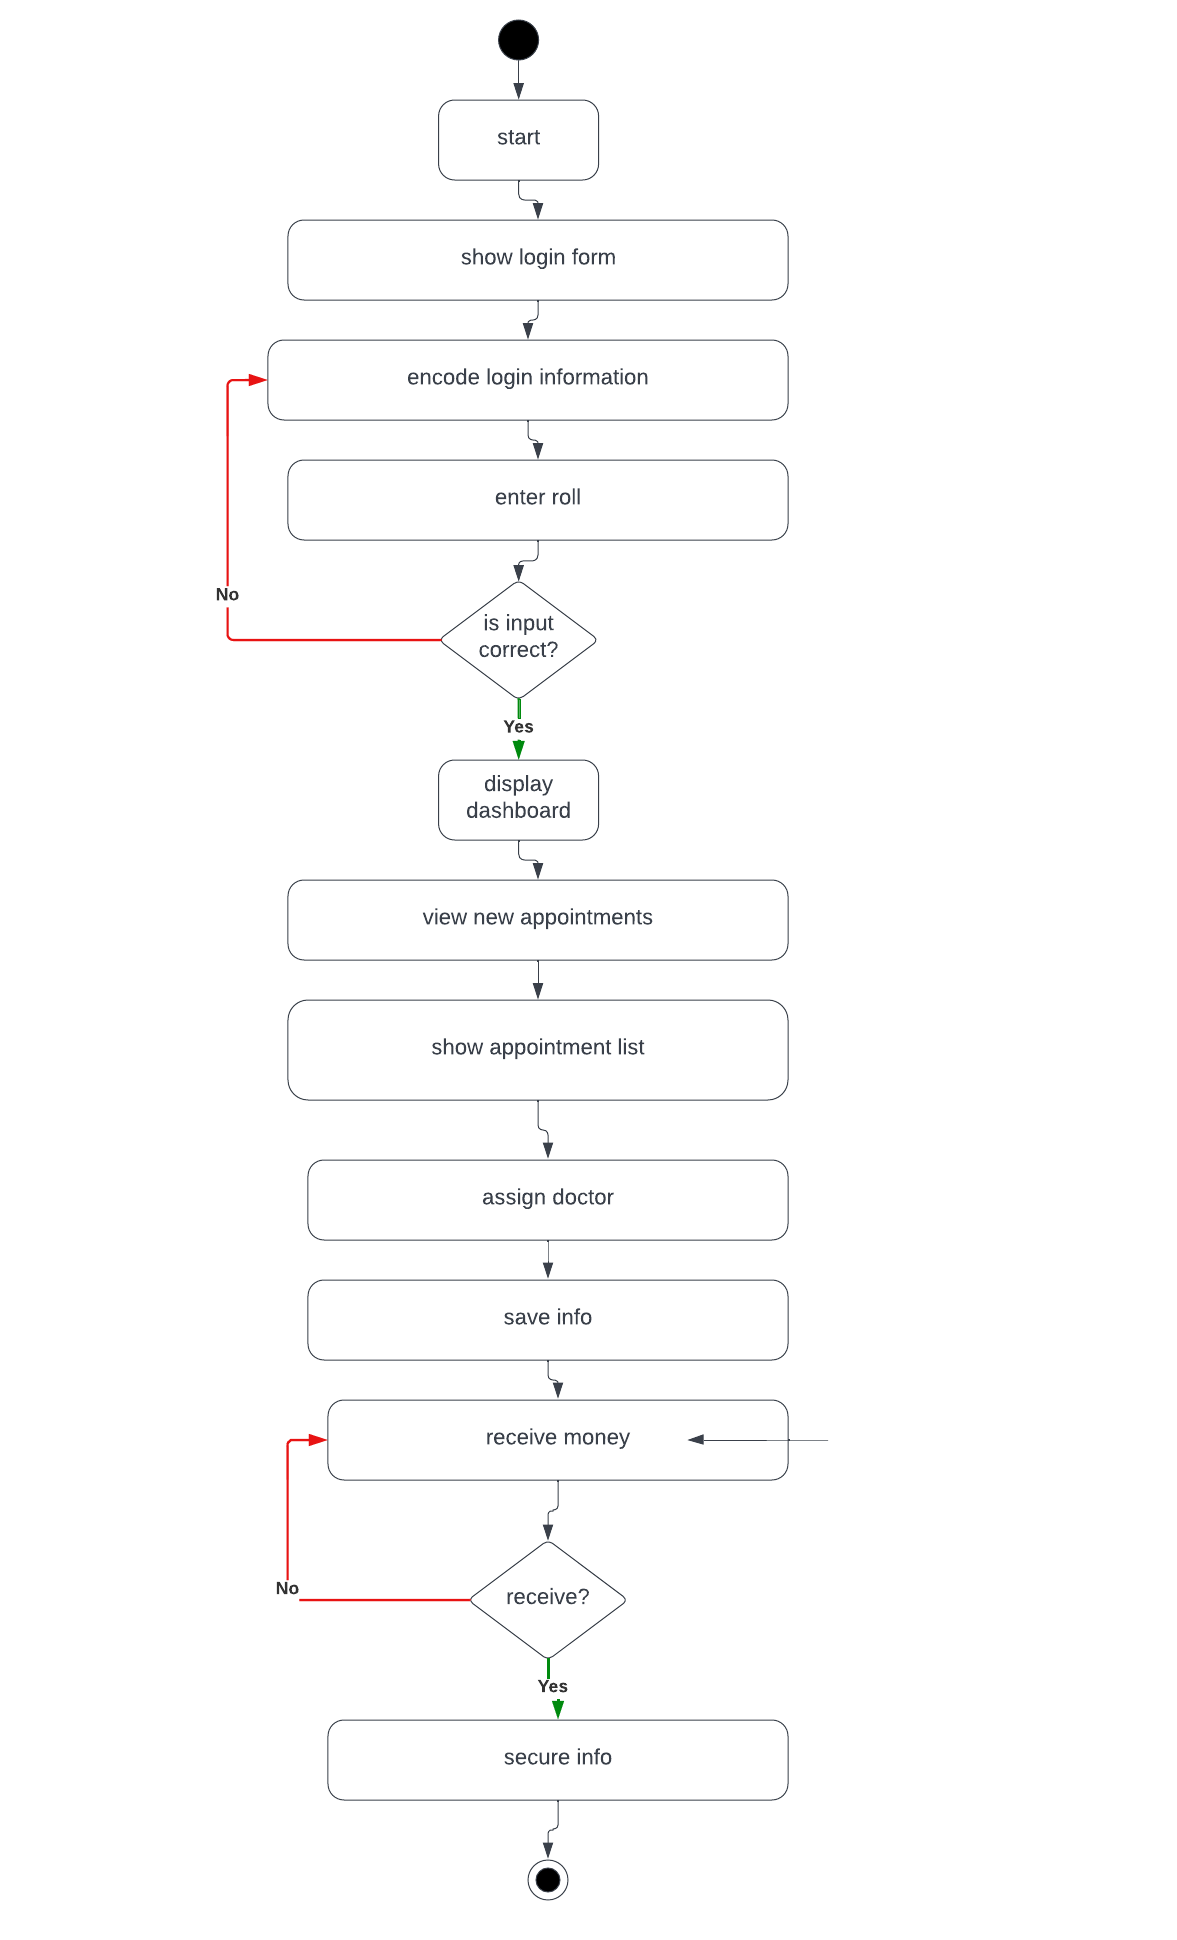 start
show login form
encode login information
enter roll
No
is input
correct?
Yes
display
dashboard
view new appointments
show appointment list
assign doctor
save info
receive money
No
receive?
Yes
secure info